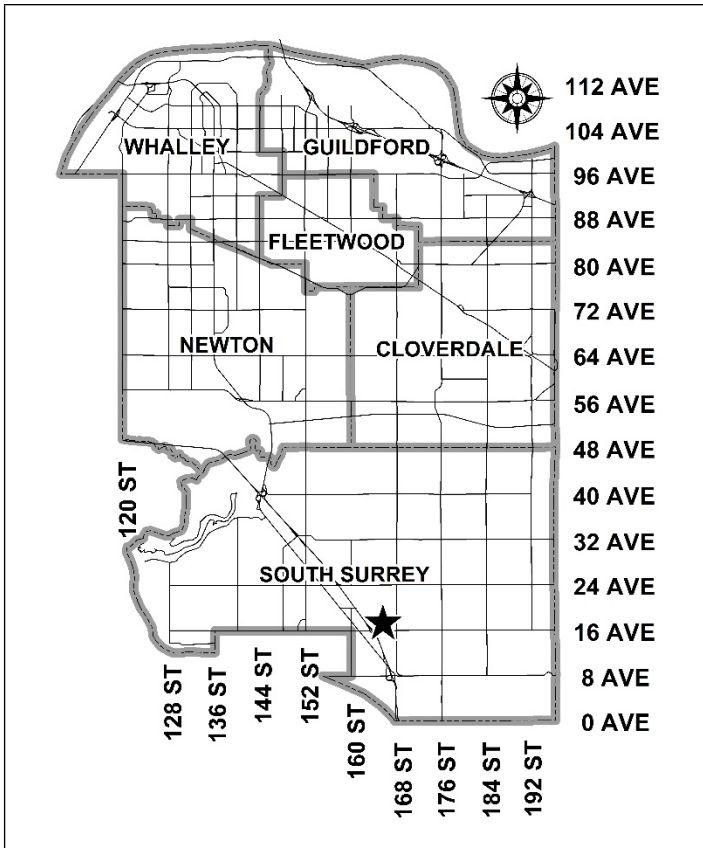 112 AVE
104 AVE
WHALLEY
GUILDFORD
96 AVE
88 AVE
FLEETWOOD
80 AVE
72 AVE
NEWTON
CLOVERDALE
64 AVE
56 AVE
48 AVE
120 ST
40 AVE
32 AVE
SOUTH SURREY
24 AVE
16 AVE
128 ST
136 ST
144 ST
152 ST
8 AVE
160 ST
0 AVE
168 ST
176 ST
184 ST
192 ST